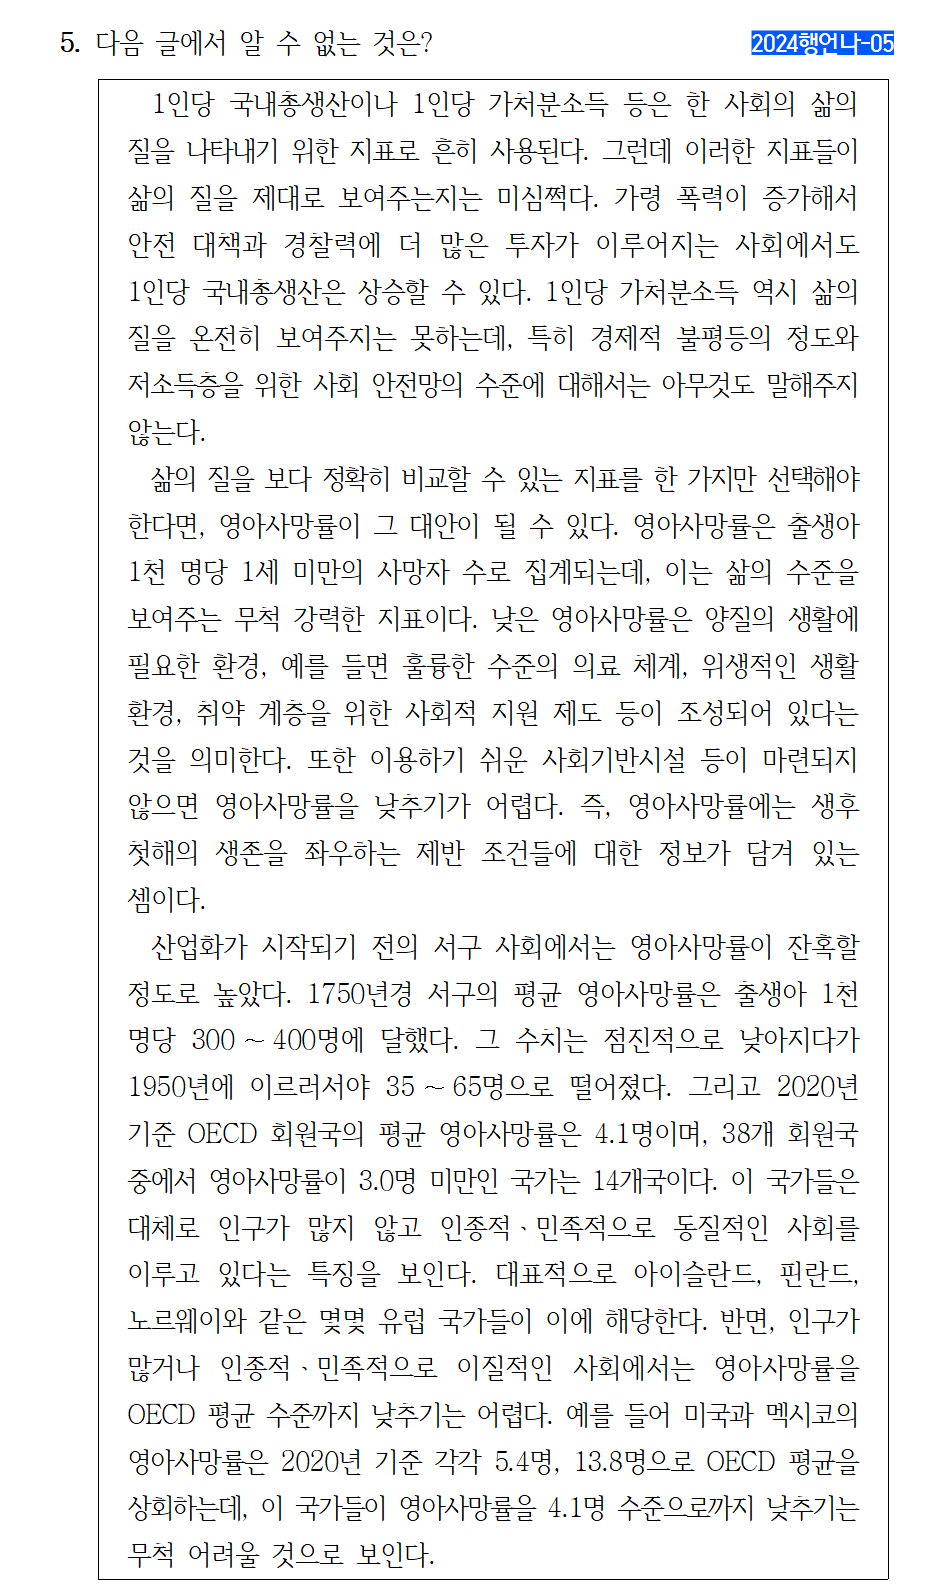 5. 다음 글에서 알 수 없는 것은?
2024행언나-05
1인당 국내총생산이나 1인당 가처분소득 등은 한 사회의 삶의
질을 나타내기 위한 지표로 흔히 사용된다. 그런데 이러한 지표들이
삶의 질을 제대로 보여주는지는 미심쩍다. 가령 폭력이 증가해서
안전 대책과 경찰력에 더 많은 투자가 이루어지는 사회에서도
1인당 국내총생산은 상승할 수 있다. 1인당 가처분소득 역시 삶의
질을 온전히 보여주지는 못하는데, 특히 경제적 불평등의 정도와
저소득층을 위한 사회 안전망의 수준에 대해서는 아무것도 말해주지
않는다.
삶의 질을 보다 정확히 비교할 수 있는 지표를 한 가지만 선택해야
한다면, 영아사망률이 그 대안이 될 수 있다. 영아사망률은 출생아
1천 명당 1세 미만의 사망자 수로 집계되는데, 이는 삶의 수준을
보여주는 무척 강력한 지표이다. 낮은 영아사망률은 양질의 생활에
필요한 환경, 예를 들면 훌륭한 수준의 의료 체계, 위생적인 생활
환경, 취약 계층을 위한 사회적 지원 제도 등이 조성되어 있다는
것을 의미한다. 또한 이용하기 쉬운 사회기반시설 등이 마련되지
않으면 영아사망률을 낮추기가 어렵다. 즉, 영아사망률에는 생후
첫해의 생존을 좌우하는 제반 조건들에 대한 정보가 담겨 있는
셈이다.
산업화가 시작되기 전의 서구 사회에서는 영아사망률이 잔혹할
정도로 높았다. 1750년경 서구의 평균 영아사망률은 출생아 1천
명당 300 ~ 400명에 달했다. 그 수치는 점진적으로 낮아지다가
1950년에 이르러서야 35 ~ 65명으로 떨어졌다. 그리고 2020년
기준 OECD 회원국의 평균 영아사망률은 4.1명이며, 38개 회원국
중에서 영아사망률이 3.0명 미만인 국가는 14개국이다. 이 국가들은
대체로 인구가 많지 않고 인종적ㆍ민족적으로 동질적인 사회를
이루고 있다는 특징을 보인다. 대표적으로 아이슬란드, 핀란드,
노르웨이와 같은 몇몇 유럽 국가들이 이에 해당한다. 반면, 인구가
많거나 인종적ㆍ민족적으로 이질적인 사회에서는 영아사망률을
OECD 평균 수준까지 낮추기는 어렵다. 예를 들어 미국과 멕시코의
영아사망률은 2020년 기준 각각 5.4명, 13.8명으로 OECD 평균을
상회하는데, 이 국가들이 영아사망률을 4.1명 수준으로까지 낮추기는
무척 어려울 것으로 보인다.